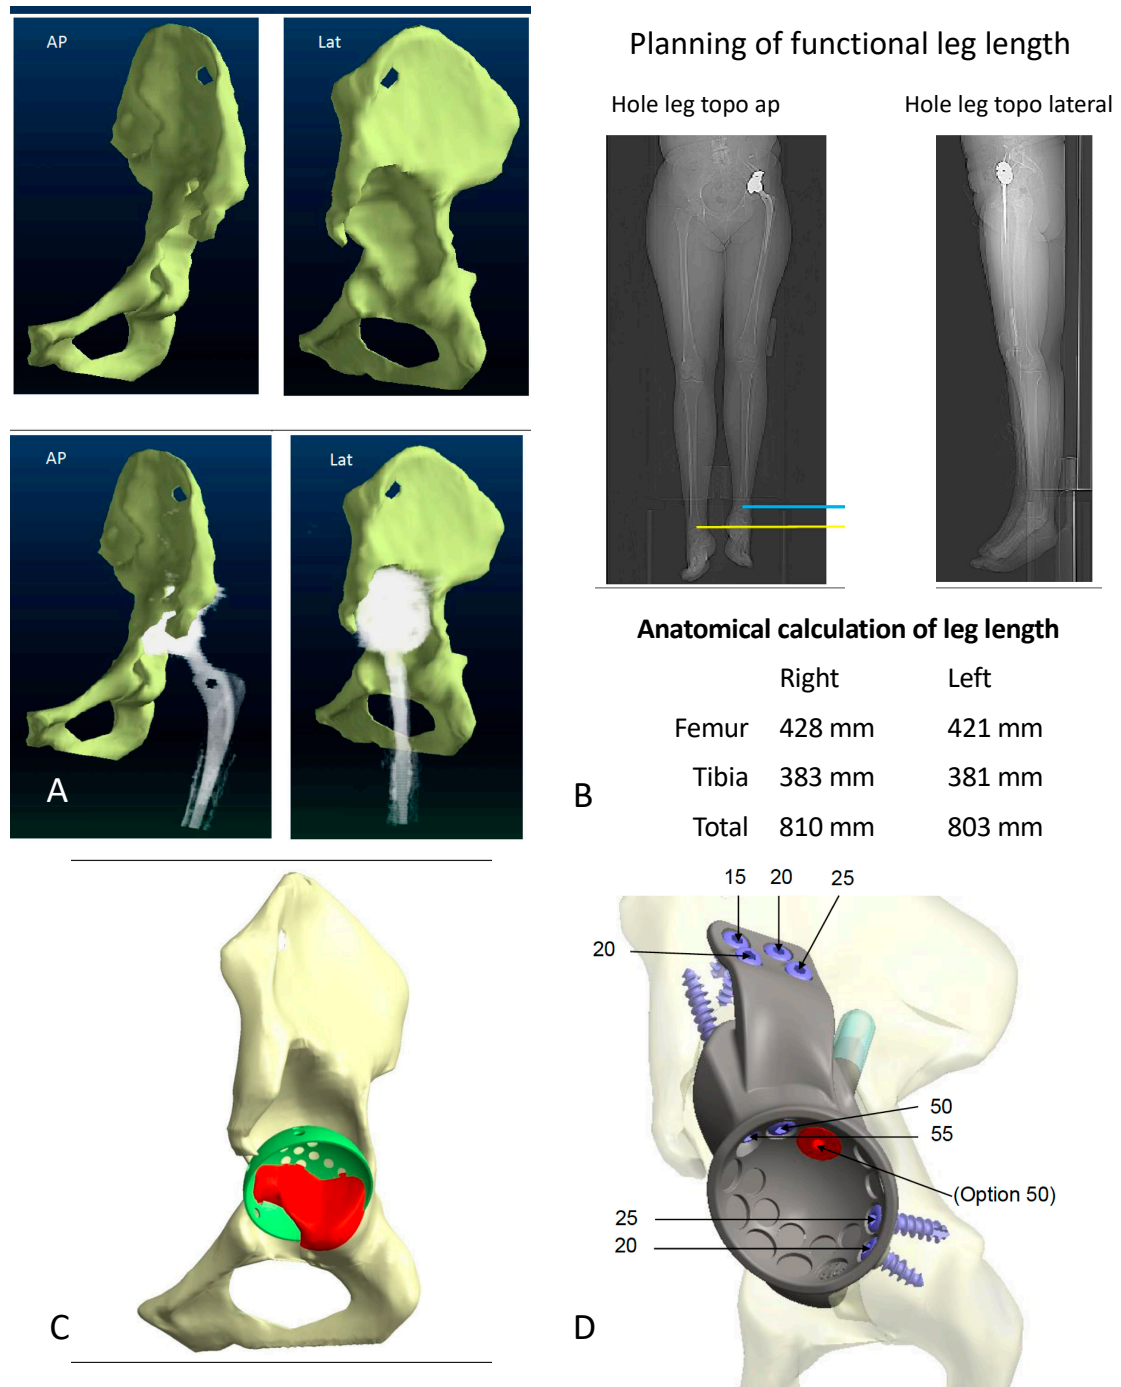 AP
Lat
AP
Lat
A
Planning of functional leg length
Hole leg topo ap
Hole leg topo lateral
Anatomical calculation of leg length
Right Left
Femur 428 mm 421 mm
Tibia 383 mm 381 mm
Total 810 mm 803 mm
B
C
15 20 25
20
50
55
(Option 50)
25
20
D